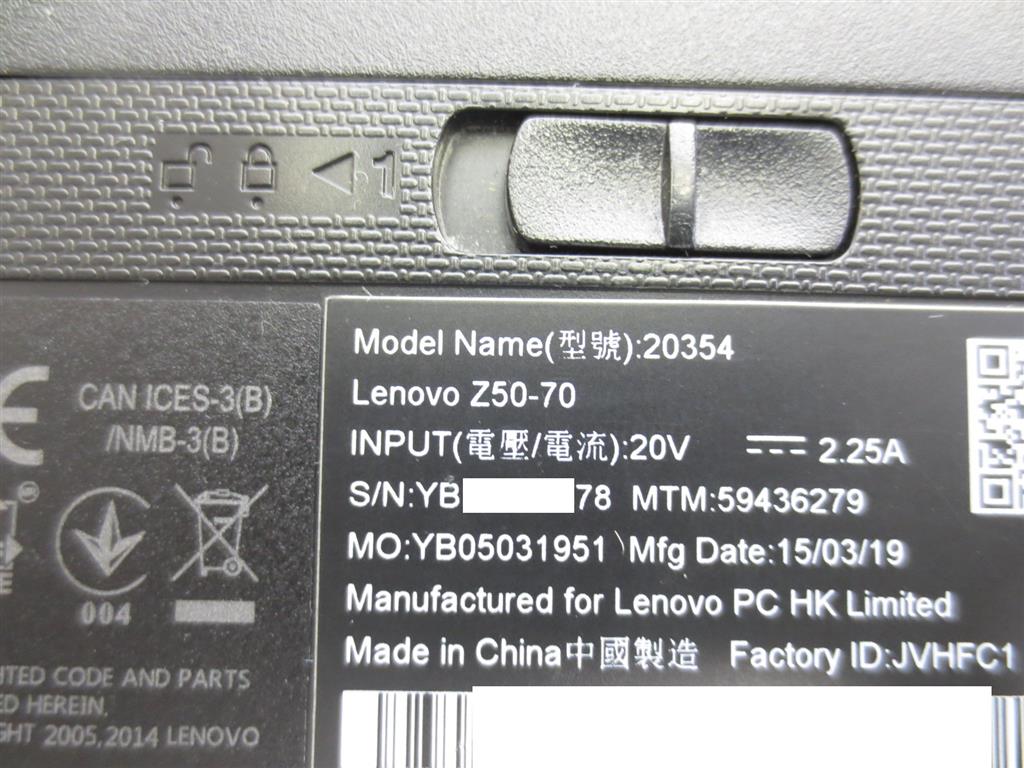 1
Model Name(型號):20354
Lenovo Z50-70
INPUT(電壓/電流):20V ⎓ 2.25A
S/N:YB 78 MTM:59436279
MO:YB05031951 Mfg Date:15/03/19
Manufactured for Lenovo PC HK Limited
Made in China中國製造 Factory ID:JVHFC1
CE
CAN ICES-3(B)
/NMB-3(B)
004
ITED CODE AND PARTS
ED HEREIN.
GHT 2005,2014 LENOVO